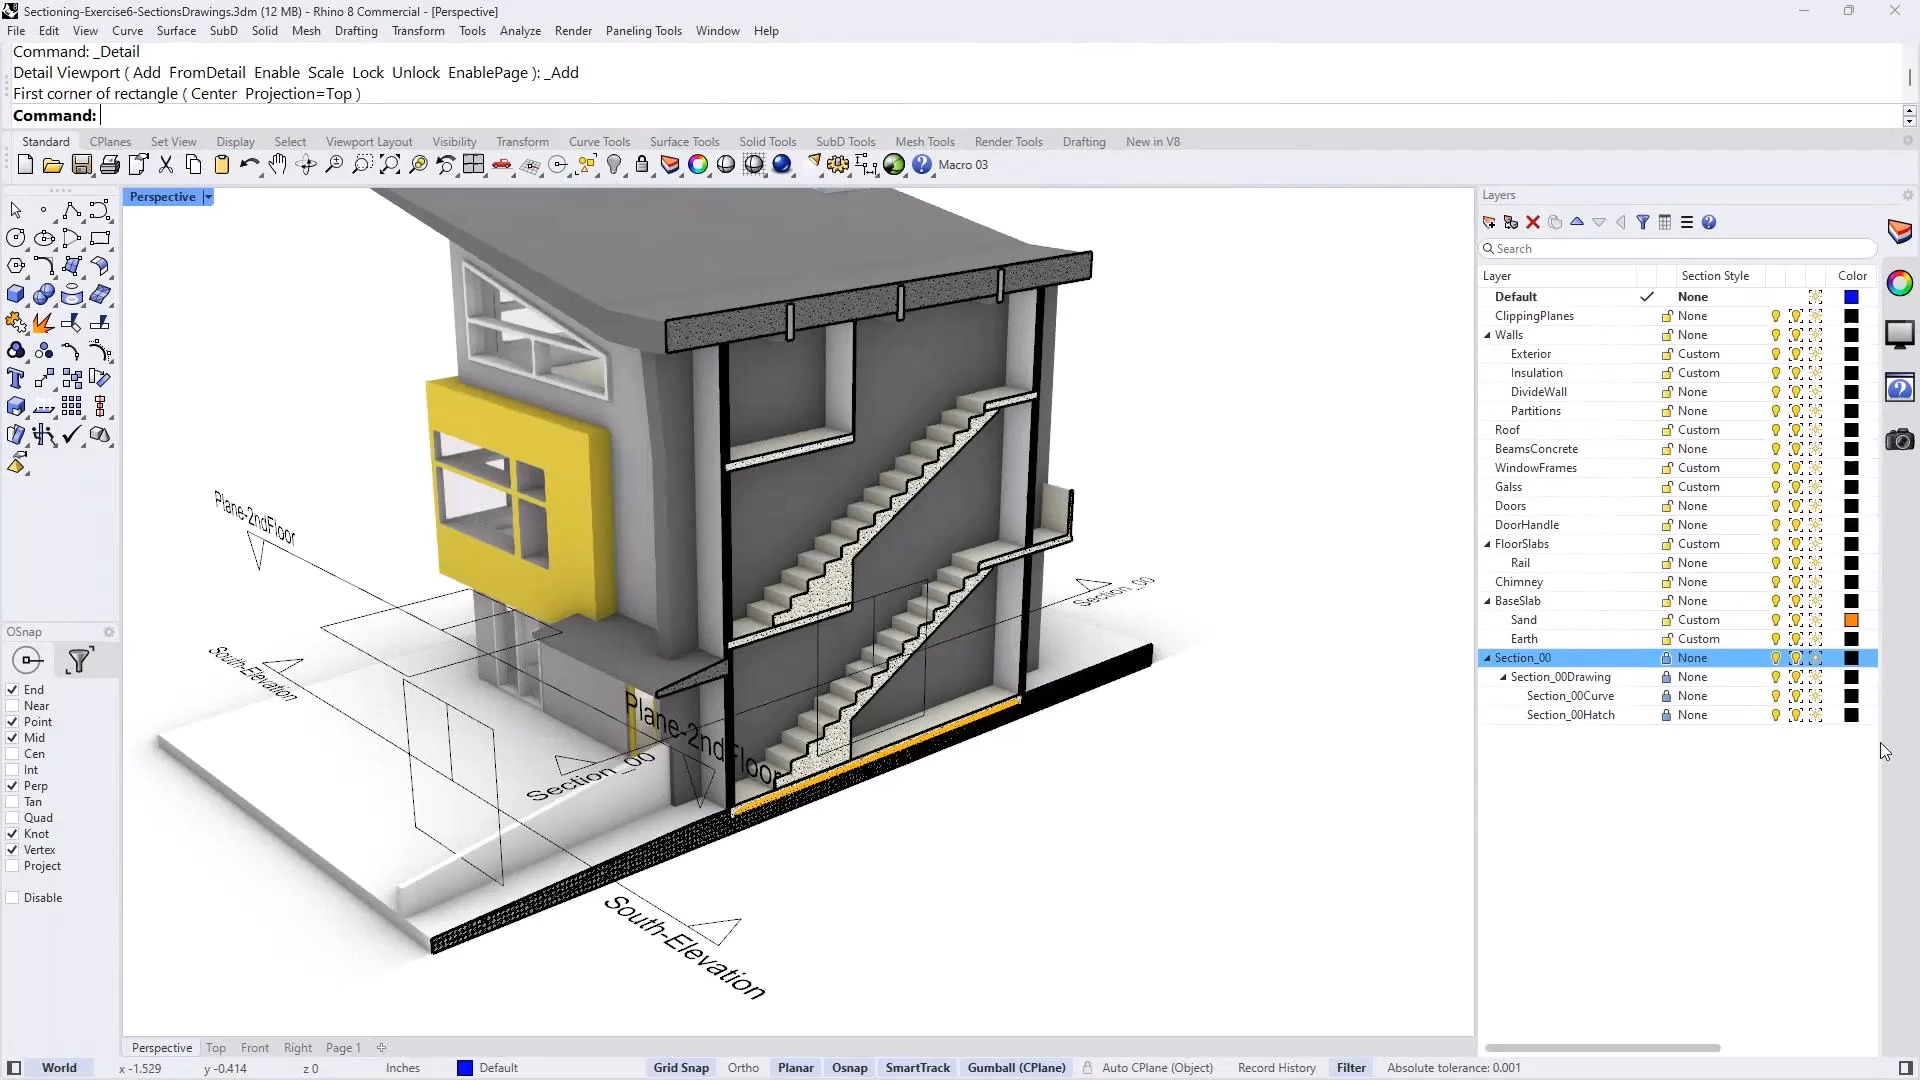 Sectioning-Exercise6-SectionsDrawings.3dm (12 MB) - Rhino 8 Commercial - [Perspective]
File Edit View Curve Surface SubD Solid Mesh Drafting Transform Tools Analyze Render Paneling Tools Window Help
Command: _Detail
Detail Viewport ( Add FromDetail Enable Scale Lock Unlock EnablePage ): _Add
First corner of rectangle ( Center Projection=Top )
Command:
Standard CPlanes Set View Display Select Viewport Layout Visibility Transform Curve Tools Surface Tools Solid Tools SubD Tools Mesh Tools Render Tools Drafting New in V8
Macro 03
Perspective
Plane-2ndFloor
South-Elevation
Section_00
Section_00
Plane-2ndFloor
South-Elevation
Layers
Search
Layer Section Style Color
Default None
ClippingPlanes None
Walls None
Exterior Custom
Insulation Custom
DivideWall None
Partitions None
Roof Custom
BeamsConcrete None
WindowFrames Custom
Galss Custom
Doors None
DoorHandle None
FloorSlabs Custom
Rail None
Chimney None
BaseSlab None
Sand Custom
Earth Custom
Section_00 None
Section_00Drawing None
Section_00Curve None
Section_00Hatch None
OSnap
End
Near
Point
Mid
Cen
Int
Perp
Tan
Quad
Knot
Vertex
Project
Disable
Perspective Top Front Right Page 1
World x -1.529 y -0.414 z 0 Inches Default Grid Snap Ortho Planar Osnap SmartTrack Gumball (CPlane) Auto CPlane (Object) Record History Filter Absolute tolerance: 0.001